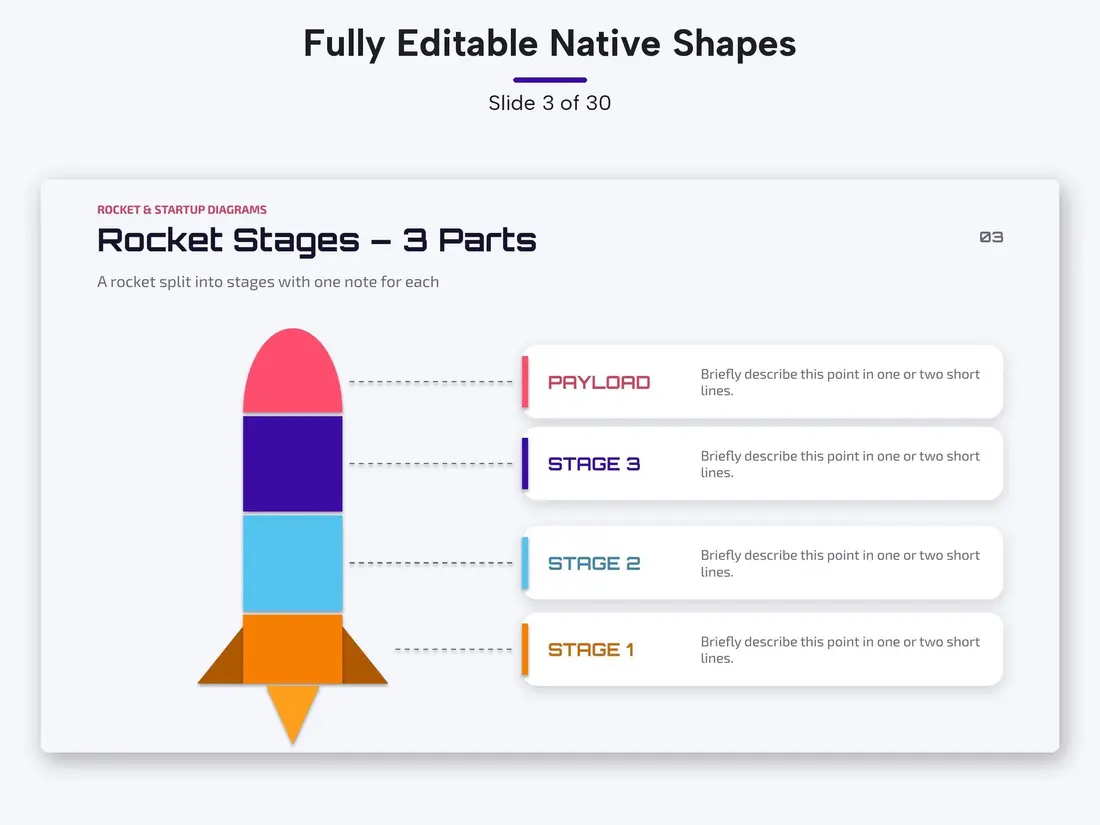 Fully Editable Native Shapes
Slide 3 of 30
ROCKET & STARTUP DIAGRAMS
Rocket Stages – 3 Parts
03
A rocket split into stages with one note for each
PAYLOAD
Briefly describe this point in one or two short
lines.
STAGE 3
Briefly describe this point in one or two short
lines.
STAGE 2
Briefly describe this point in one or two short
lines.
STAGE 1
Briefly describe this point in one or two short
lines.